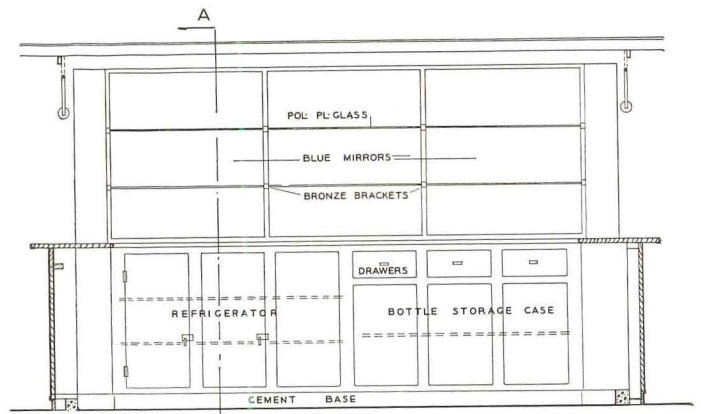 A
POL· PL·GLASS
BLUE MIRRORS
BRONZE BRACKETS
DRAWERS
REFRIGERATOR
BOTTLE STORAGE CASE
CEMENT BASE